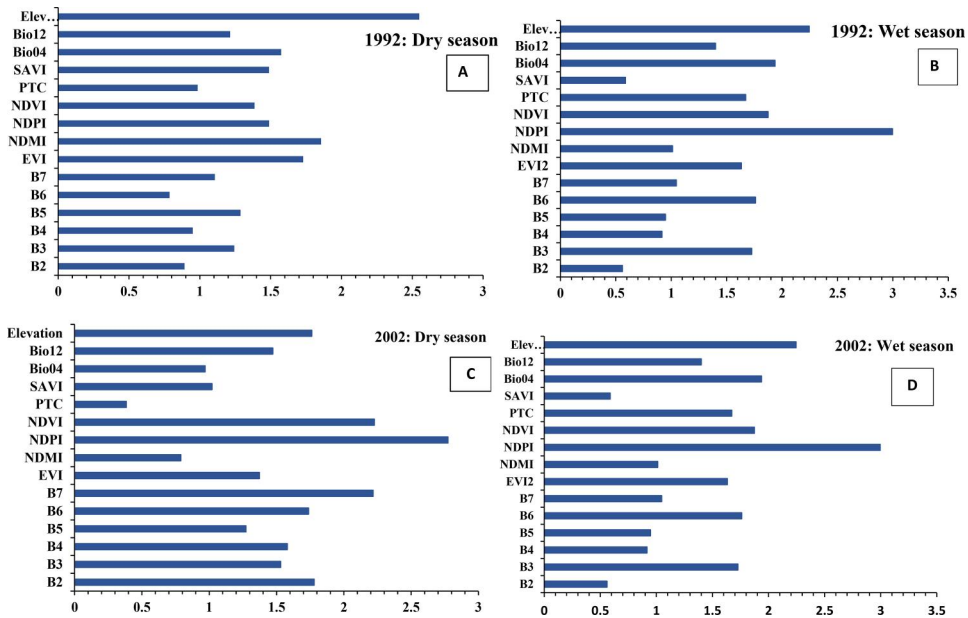 Elev..
Bio12
Bio04
SAVI
PTC
NDVI
NDPI
NDMI
EVI
B7
B6
B5
B4
B3
B2
0 0.5 1 1.5 2 2.5 3
1992: Dry season
A
Elev..
Bio12
Bio04
SAVI
PTC
NDVI
NDPI
NDMI
EVI2
B7
B6
B5
B4
B3
B2
0 0.5 1 1.5 2 2.5 3 3.5
1992: Wet season
B
Elevation
Bio12
Bio04
SAVI
PTC
NDVI
NDPI
NDMI
EVI
B7
B6
B5
B4
B3
B2
0 0.5 1 1.5 2 2.5 3
2002: Dry season
C
Elev..
Bio12
Bio04
SAVI
PTC
NDVI
NDPI
NDMI
EVI2
B7
B6
B5
B4
B3
B2
0 0.5 1 1.5 2 2.5 3 3.5
2002: Wet season
D